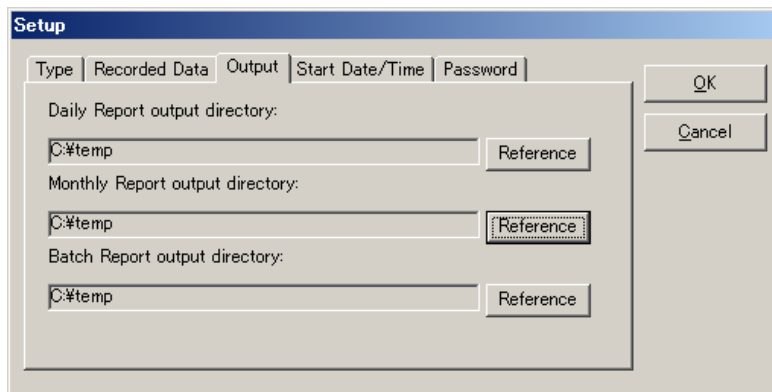 Setup
Type Recorded Data Output Start Date/Time Password
OK
Cancel
Daily Report output directory:
C:¥temp Reference
Monthly Report output directory:
C:¥temp Reference
Batch Report output directory:
C:¥temp Reference